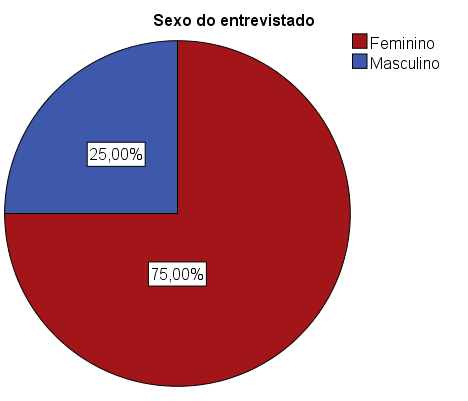 Sexo do entrevistado
Feminino
Masculino
25,00%
75,00%